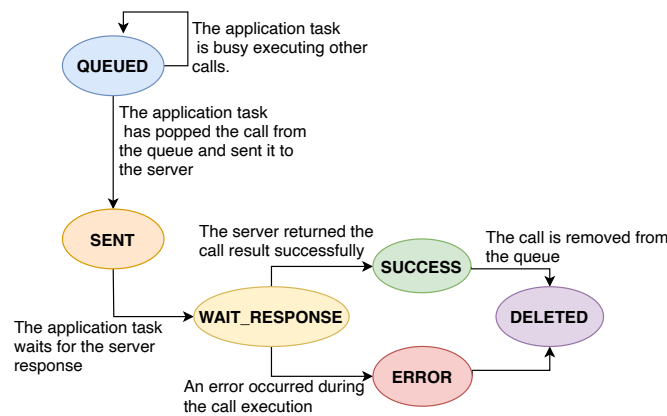 The application task
is busy executing other
calls.
QUEUED
The application task
has popped the call from
the queue and sent it to
the server
SENT
The server returned the
call result successfully
The call is removed from
the queue
SUCCESS
WAIT_RESPONSE
DELETED
The application task
waits for the server
response
An error occurred during
the call execution
ERROR